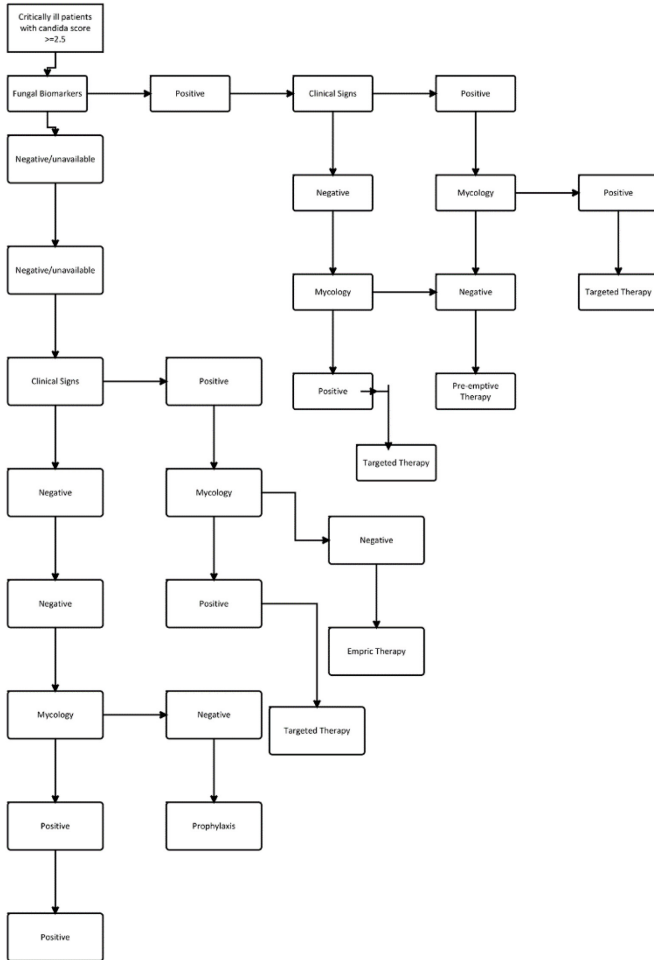 Critically ill patients
with candida score
>=2.5
Fungal Biomarkers
Positive
Clinical Signs
Positive
Negative/unavailable
Negative
Mycology
Positive
Negative/unavailable
Mycology
Negative
Targeted Therapy
Clinical Signs
Positive
Positive
Pre-emptive
Therapy
Targeted Therapy
Negative
Mycology
Negative
Negative
Positive
Empric Therapy
Mycology
Negative
Targeted Therapy
Positive
Prophylaxis
Positive